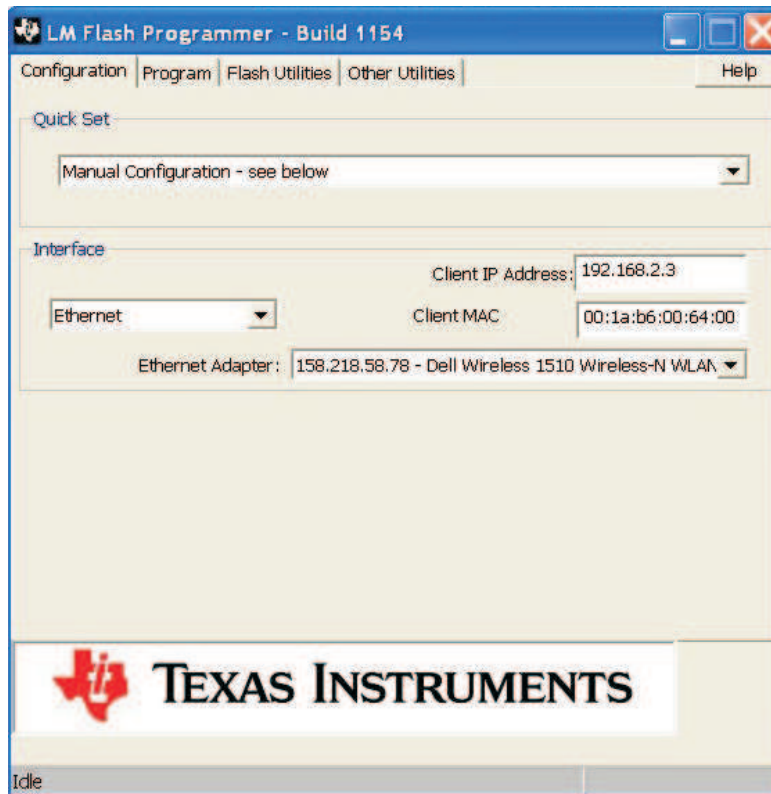 LM Flash Programmer - Build 1154
Configuration Program Flash Utilities Other Utilities Help
Quick Set
Manual Configuration - see below
Interface
Client IP Address: 192.168.2.3
Ethernet Client MAC 00:1a:b6:00:64:00
Ethernet Adapter: 158.218.58.78 - Dell Wireless 1510 Wireless-N WLAN
TEXAS INSTRUMENTS
Idle